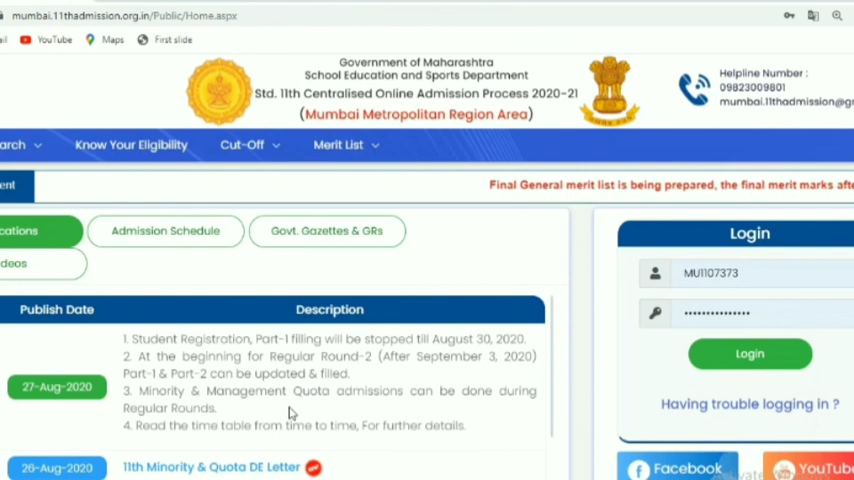 mumbai.11thadmission.org.in/Public/Home.aspx
YouTube Maps First slide
Government of Maharashtra
School Education and Sports Department
Std. 11th Centralised Online Admission Process 2020-21
(Mumbai Metropolitan Region Area)
Helpline Number :
09823009801
mumbai.11thadmission@gr
Know Your Eligibility Cut-Off Merit List
Final General merit list is being prepared, the final merit marks afte
Admission Schedule Govt. Gazettes & GRs
Login
MU1107373
Publish Date Description
1. Student Registration, Part-1 filling will be stopped till August 30, 2020.
2. At the beginning for Regular Round-2 (After September 3, 2020)
Part-1 & Part-2 can be updated & filled.
27-Aug-2020
3. Minority & Management Quota admissions can be done during
Regular Rounds.
4. Read the time table from time to time, For further details.
Login
Having trouble logging in ?
26-Aug-2020 11th Minority & Quota DE Letter
Facebook YouTube